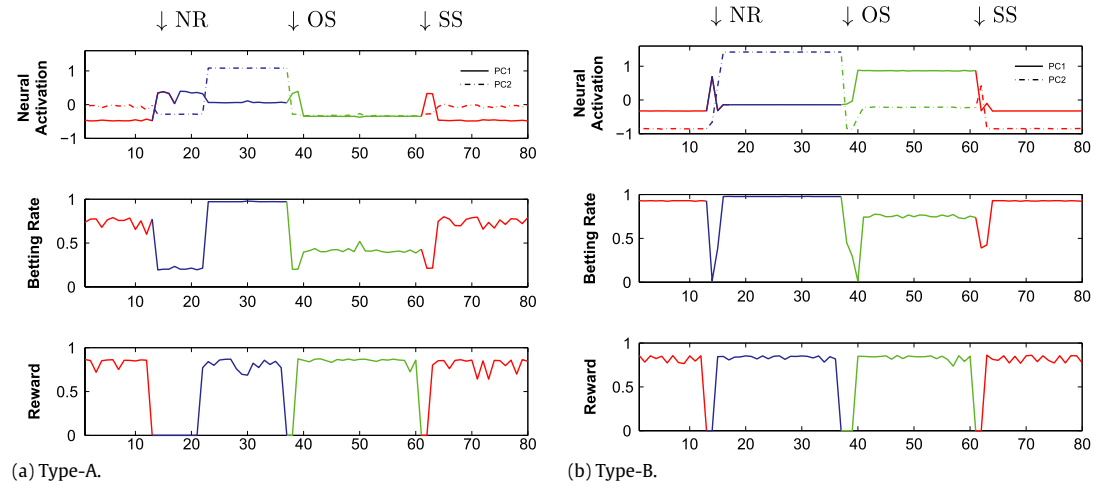 ↓ NR ↓ OS ↓ SS
Neural Activation
1
0
−1
PC1
PC2
10 20 30 40 50 60 70 80
Betting Rate
1
0.5
0
10 20 30 40 50 60 70 80
Reward
1
0.5
0
10 20 30 40 50 60 70 80
(a) Type-A.
↓ NR ↓ OS ↓ SS
Neural Activation
1
0
−1
PC1
PC2
10 20 30 40 50 60 70 80
Betting Rate
1
0.5
0
10 20 30 40 50 60 70 80
Reward
1
0.5
0
10 20 30 40 50 60 70 80
(b) Type-B.